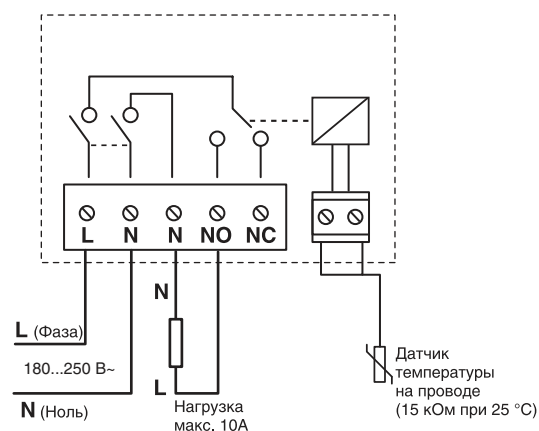 L N N NO NC
N
L (Фаза)
180...250 В~
L
N (Ноль)
Нагрузка
макс. 10А
Датчик
температуры
на проводе
(15 кОм при 25 °C)